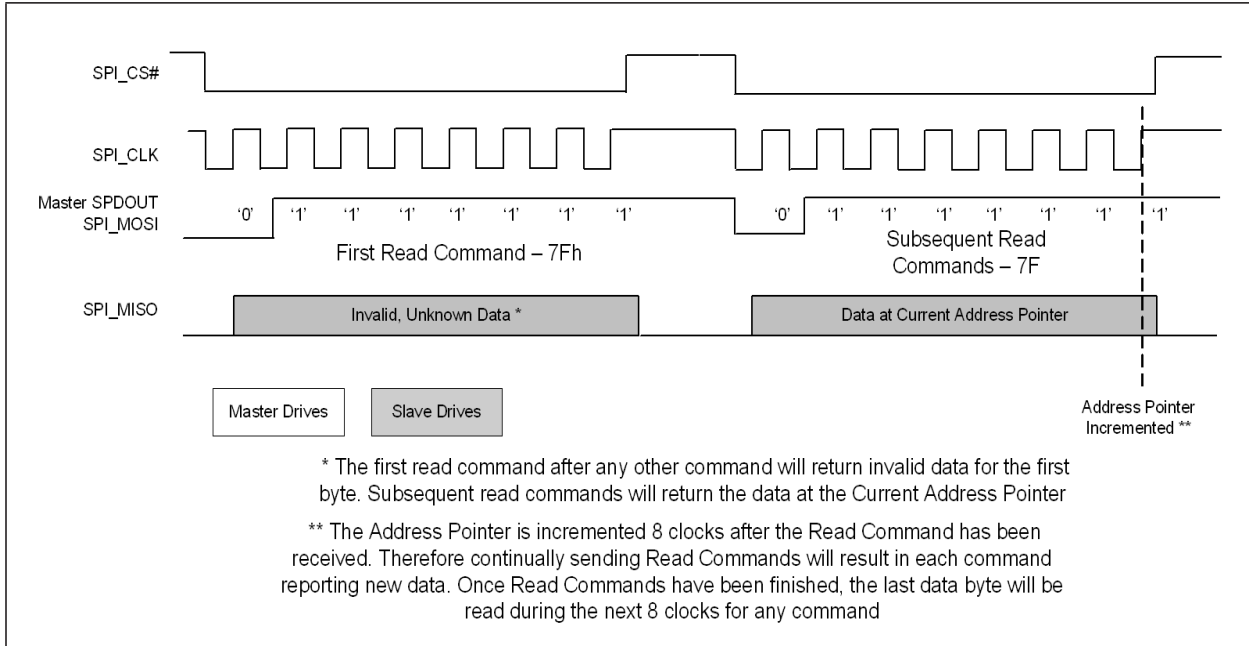 SPI_CS#
SPI_CLK
Master SPDOUT
SPI_MOSI
‘0’ ‘1’ ‘1’ ‘1’ ‘1’ ‘1’ ‘1’ ‘1’ ‘0’ ‘1’ ‘1’ ‘1’ ‘1’ ‘1’ ‘1’ ‘1’
First Read Command – 7Fh
Subsequent Read
Commands – 7F
SPI_MISO
Invalid, Unknown Data *
Data at Current Address Pointer
Master Drives
Slave Drives
Address Pointer
Incremented **
* The first read command after any other command will return invalid data for the first
byte. Subsequent read commands will return the data at the Current Address Pointer
** The Address Pointer is incremented 8 clocks after the Read Command has been
received. Therefore continually sending Read Commands will result in each command
reporting new data. Once Read Commands have been finished, the last data byte will be
read during the next 8 clocks for any command